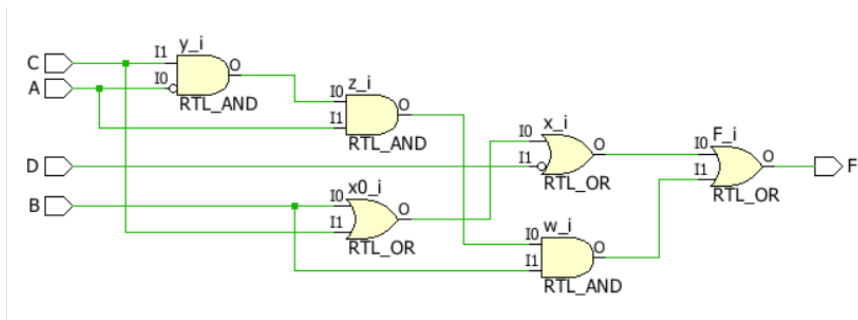 C
A
D
B
I1
I0
y_i
O
RTL_AND
I0
I1
z_i
O
RTL_AND
I0
I1
x0_i
O
RTL_OR
I0
I1
x_i
O
RTL_OR
I0
I1
w_i
O
RTL_AND
I0
I1
F_i
O
RTL_OR
F